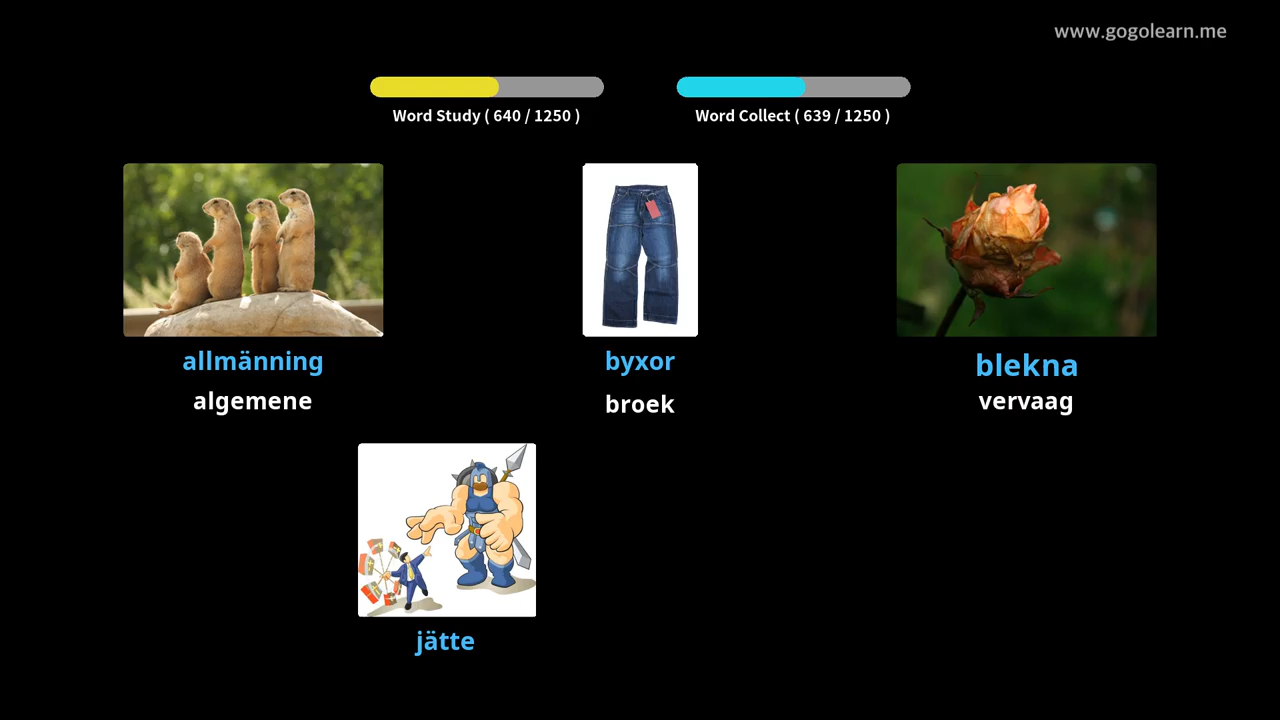 www.gogolearn.me
Word Study ( 640 / 1250 )
Word Collect ( 639 / 1250 )
allmänning
byxor
blekna
algemene
broek
vervaag
jätte